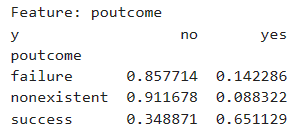 Feature: poutcome
y no yes
poutcome
failure 0.857714 0.142286
nonexistent 0.911678 0.088322
success 0.348871 0.651129